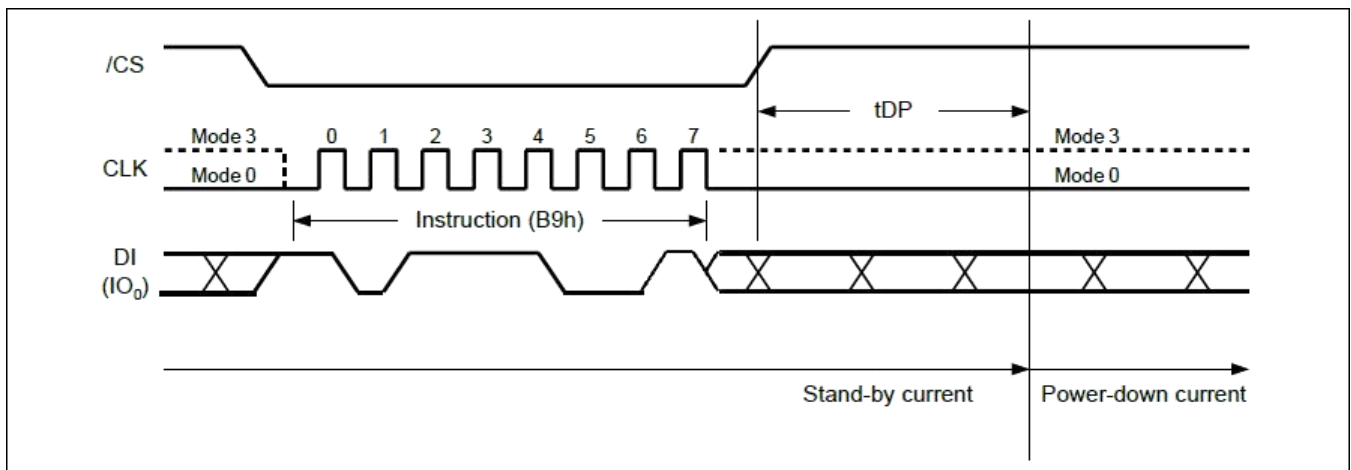 /CS
tDP
Mode 3 0 1 2 3 4 5 6 7 Mode 3
CLK
Mode 0 Mode 0
Instruction (B9h)
DI
(IO₀)
Stand-by current Power-down current